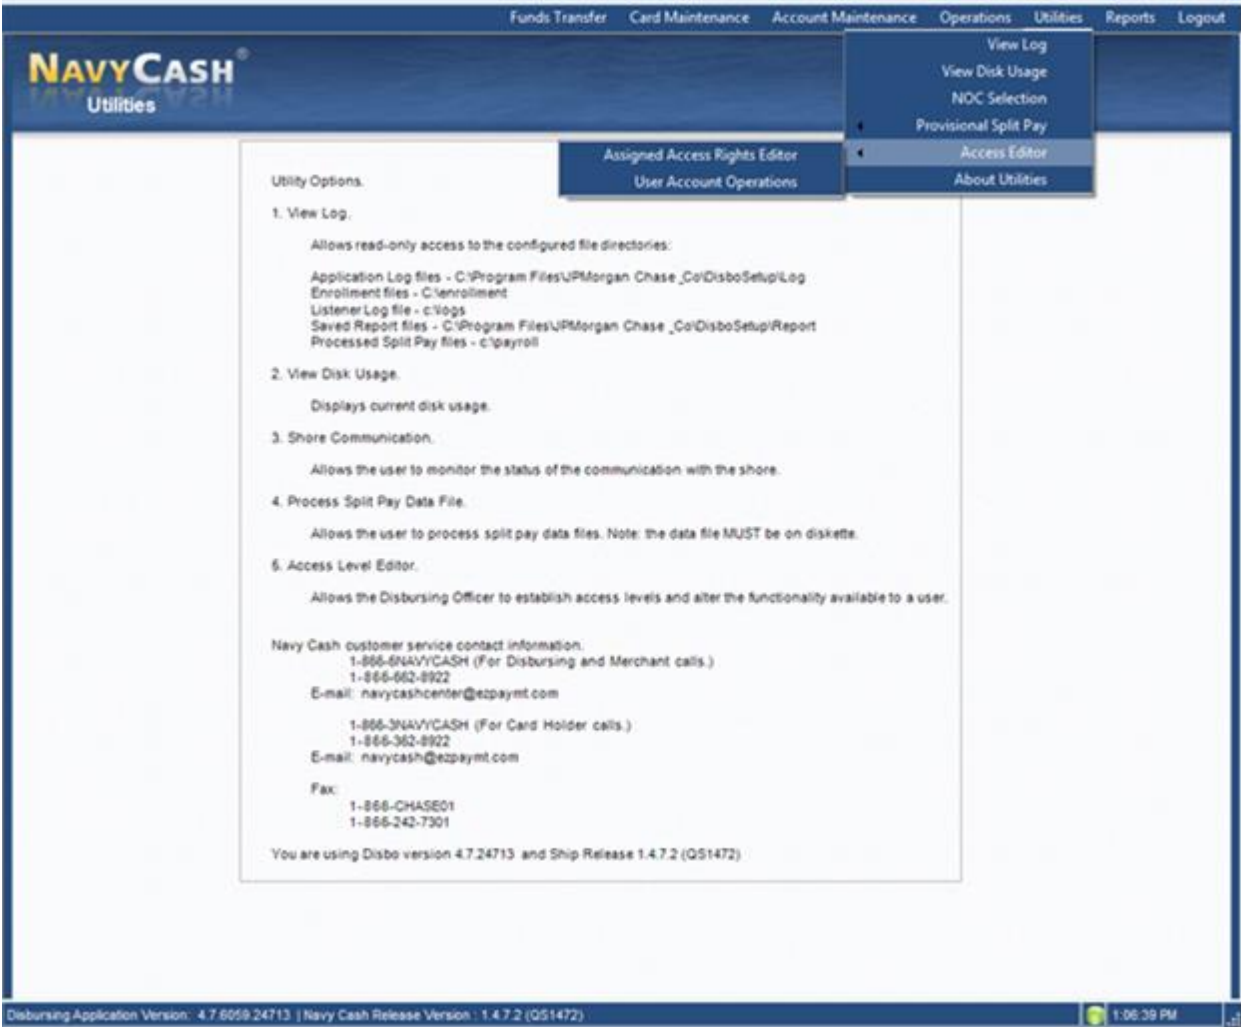 Funds Transfer Card Maintenance Account Maintenance Operations Utilities Reports Logout
NAVYCASH®
Utilities
View Log
View Disk Usage
NOC Selection
Provisional Split Pay
Access Editor
About Utilities
Assigned Access Rights Editor
User Account Operations
Utility Options.
1. View Log.
Allows read-only access to the configured file directories:
Application Log files - C:\Program Files\JPMorgan Chase _Co\DisboSetup\Log
Enrollment files - C:\enrollment
Listener Log file - c:\logs
Saved Report files - C:\Program Files\JPMorgan Chase _Co\DisboSetup\Report
Processed Split Pay files - c:\payroll
2. View Disk Usage.
Displays current disk usage.
3. Shore Communication.
Allows the user to monitor the status of the communication with the shore.
4. Process Split Pay Data File.
Allows the user to process split pay data files. Note: the data file MUST be on diskette.
5. Access Level Editor.
Allows the Disbursing Officer to establish access levels and alter the functionality available to a user.
Navy Cash customer service contact information.
1-866-6NAVYCASH (For Disbursing and Merchant calls.)
1-866-662-8922
E-mail: navycashcenter@ezpaymt.com
1-866-3NAVYCASH (For Card Holder calls.)
1-866-362-8922
E-mail: navycash@ezpaymt.com
Fax:
1-866-CHASE01
1-866-242-7301
You are using Disbo version 4.7.24713 and Ship Release 1.4.7.2 (QS1472)
Disbursing Application Version: 4.7.6059.24713 | Navy Cash Release Version : 1.4.7.2 (QS1472)
1:06:39 PM